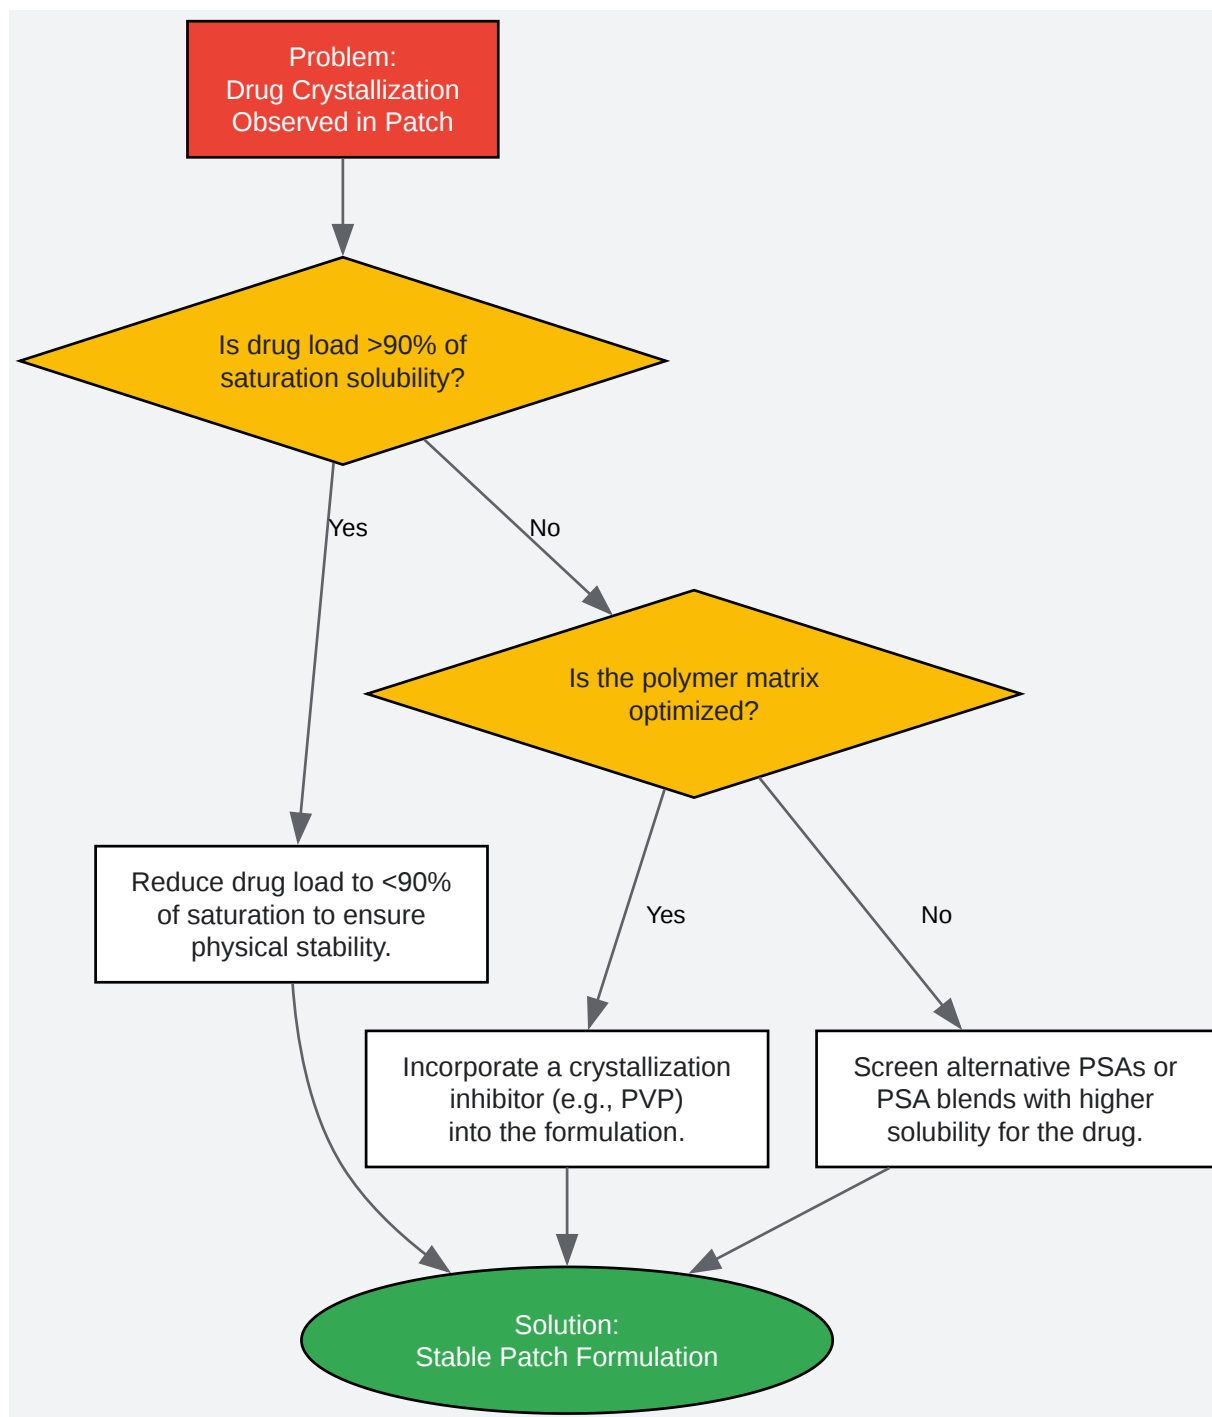 Problem:
Drug Crystallization
Observed in Patch
Is drug load >90% of
saturation solubility?
Yes
No
Is the polymer matrix
optimized?
Reduce drug load to <90%
of saturation to ensure
physical stability.
Yes
No
Incorporate a crystallization
inhibitor (e.g., PVP)
into the formulation.
Screen alternative PSAs or
PSA blends with higher
solubility for the drug.
Solution:
Stable Patch Formulation